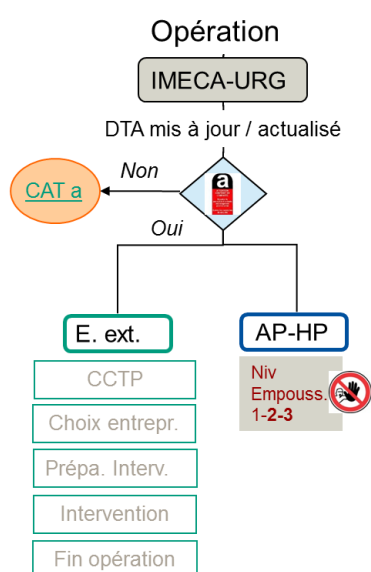 Opération
IMECA-URG
DTA mis à jour / actualisé
Non
CAT a
a
Oui
E. ext.
AP-HP
CCTP
Niv
Empouss.
1-2-3
Choix entrepr.
Prépa. Interv.
Intervention
Fin opération